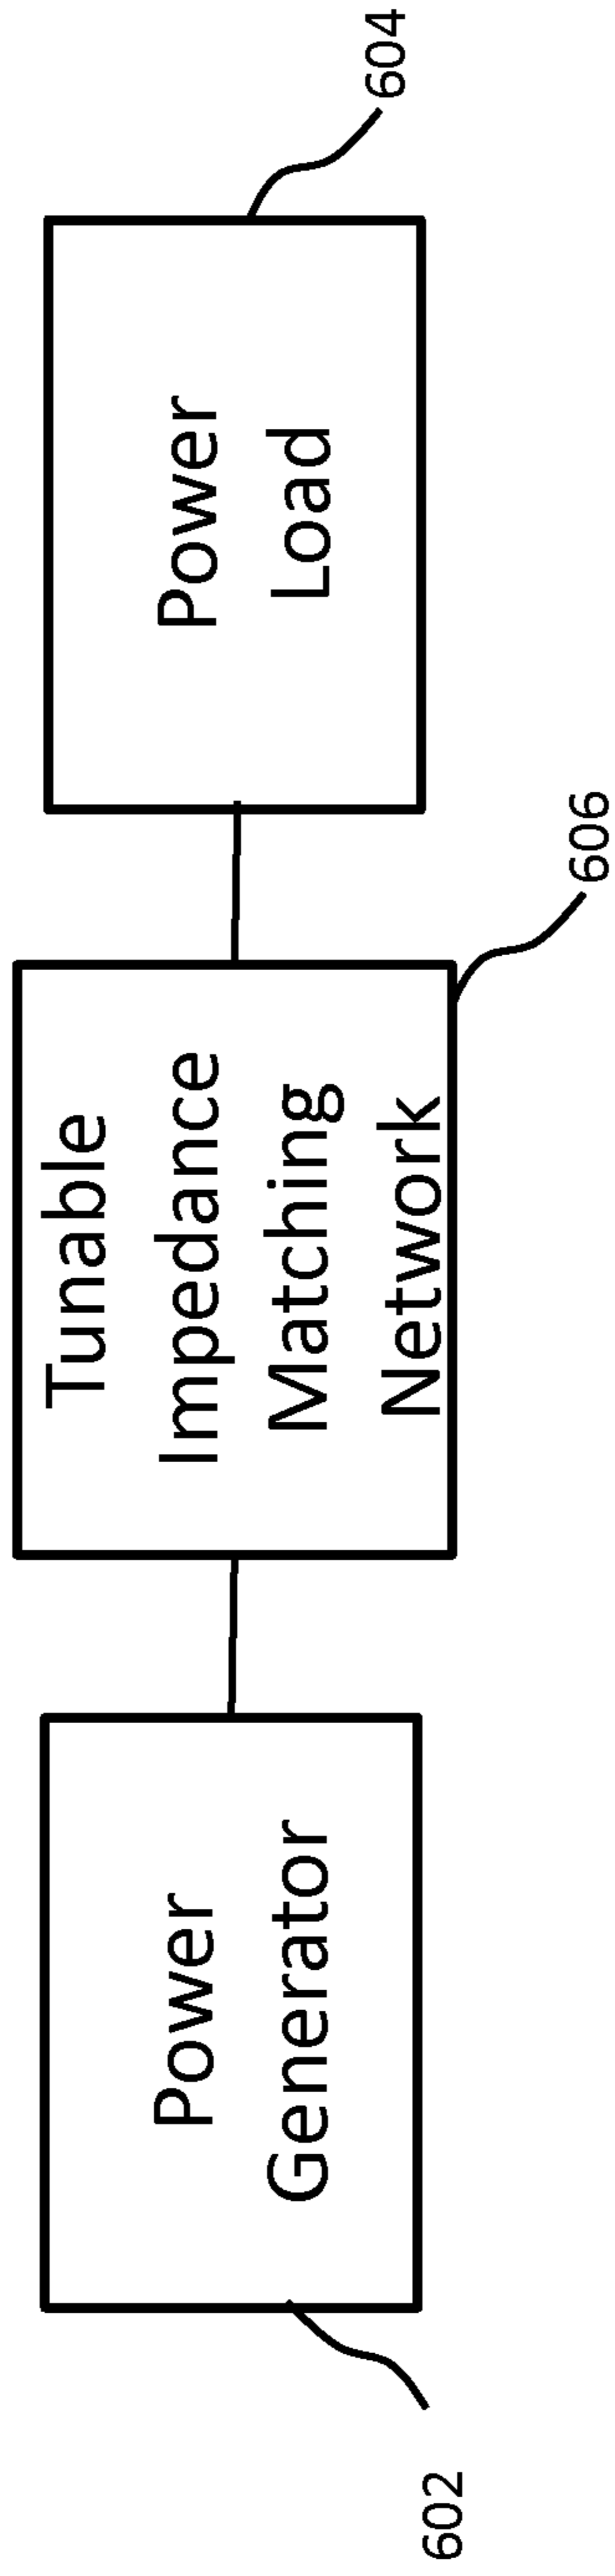 Power
Generator
602
Tunable
Impedance
Matching
Network
606
Power
Load
604